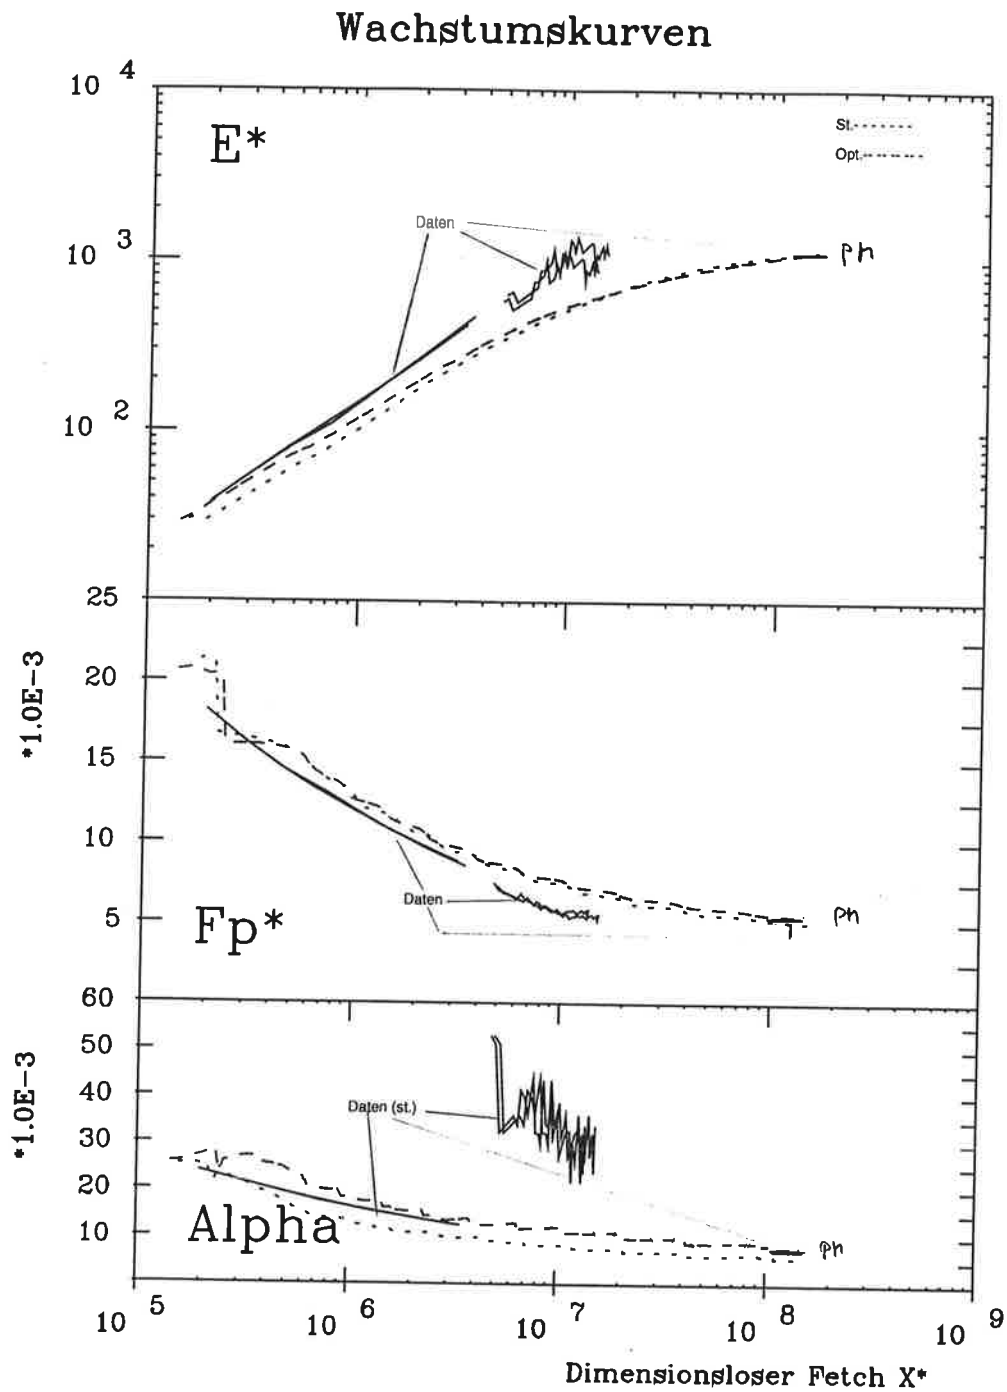 Wachstumskurven
10 4
E*
St.
Opt.
Daten
10 3
ph
10 2
25
20
*1.0E-3
15
10
Daten
Fp*
5
ph
60
50
*1.0E-3
40
Daten (st.)
30
20
Alpha
10
ph
10 5
10 6
10 7
10 8
10 9
Dimensionsloser Fetch X*